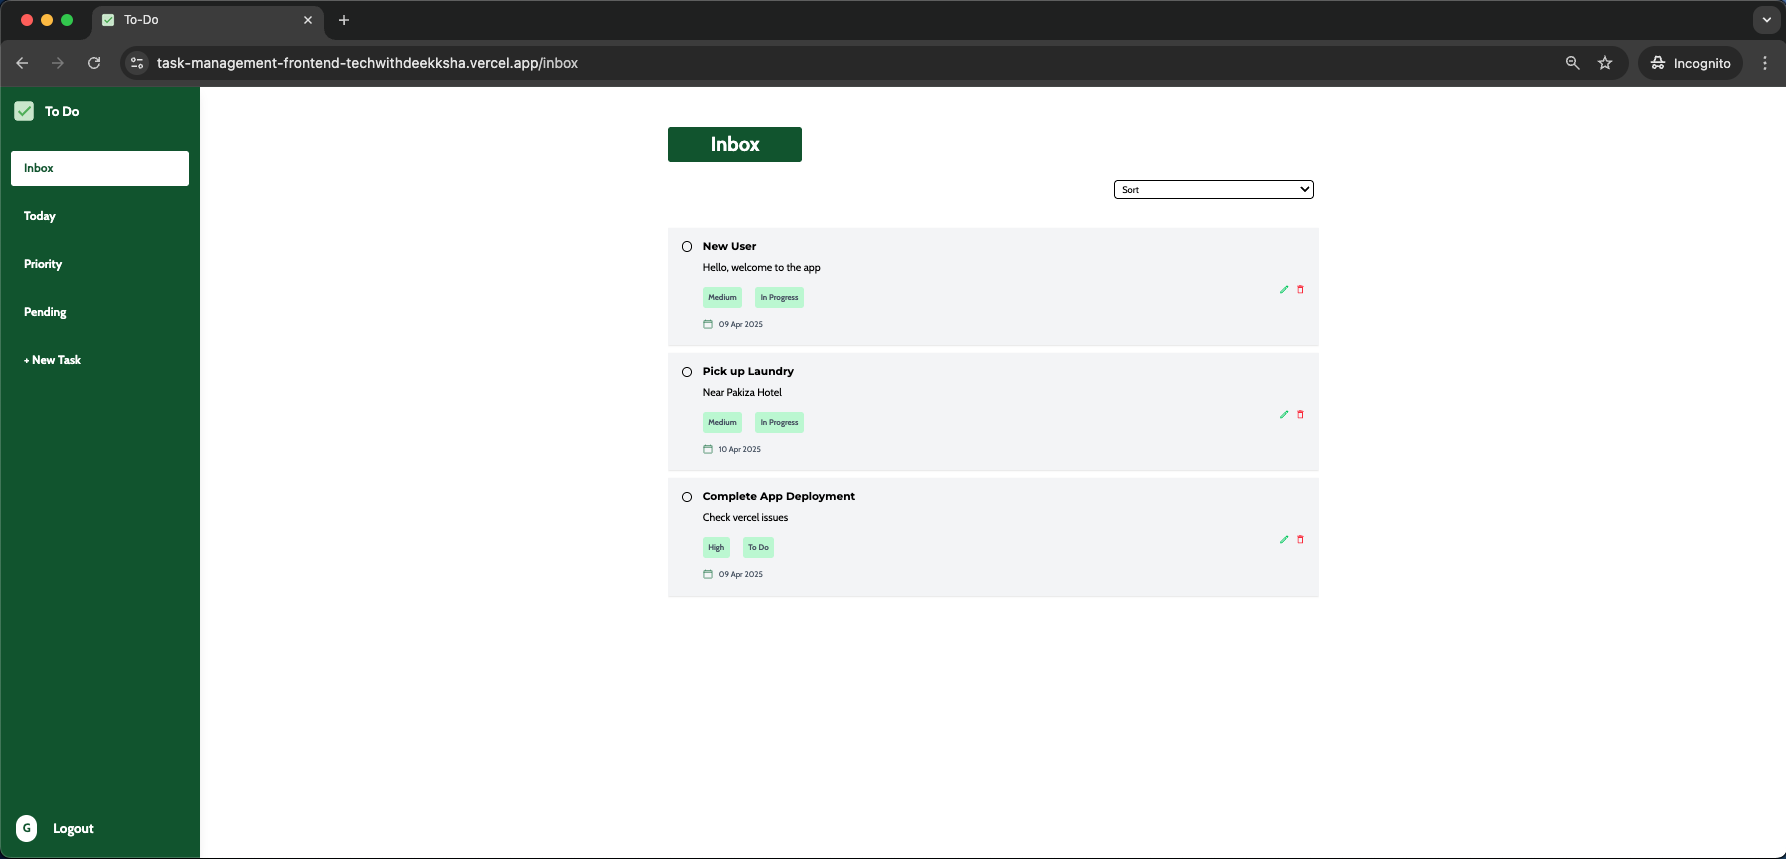 To-Do
task-management-frontend-techwithdeekksha.vercel.app/inbox
Incognito
To Do
Inbox
Today
Priority
Pending
+ New Task
G
Logout
Inbox
Sort
New User
Hello, welcome to the app
Medium In Progress
09 Apr 2025
Pick up Laundry
Near Pakiza Hotel
Medium In Progress
10 Apr 2025
Complete App Deployment
Check vercel issues
High To Do
09 Apr 2025